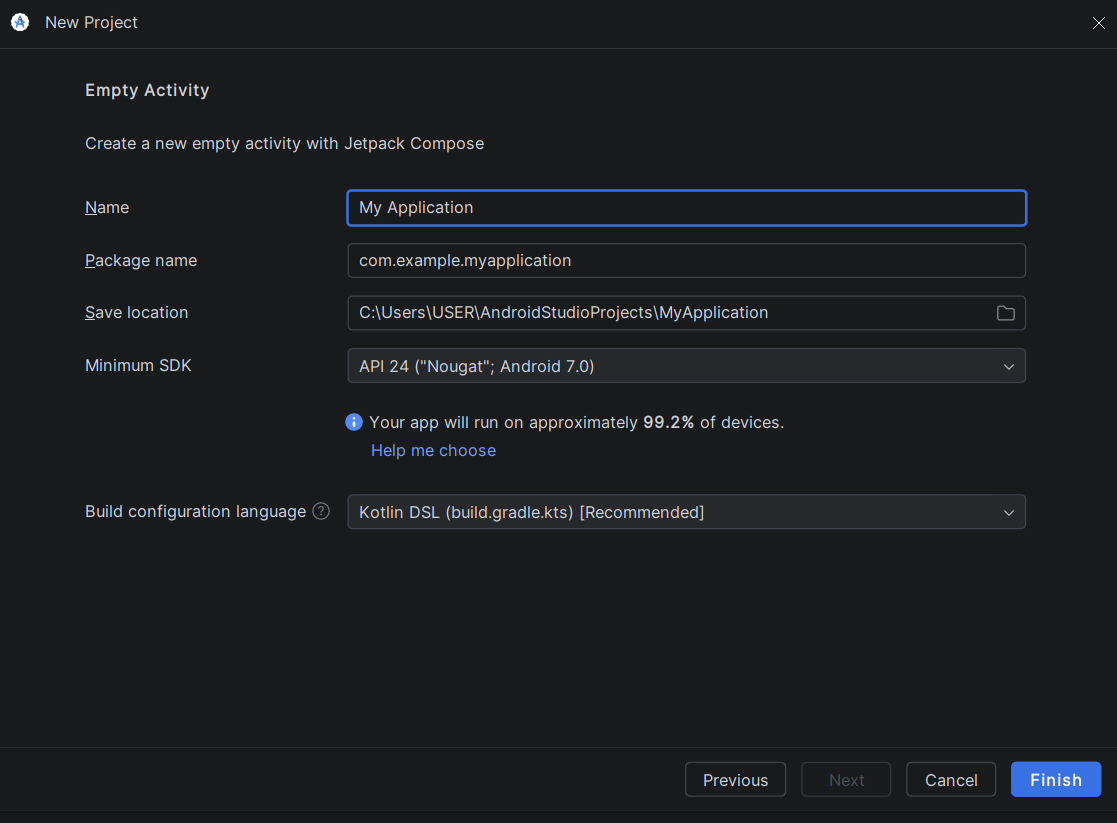 New Project
Empty Activity
Create a new empty activity with Jetpack Compose
Name
My Application
Package name
com.example.myapplication
Save location
C:\Users\USER\AndroidStudioProjects\MyApplication
Minimum SDK
API 24 ("Nougat"; Android 7.0)
Your app will run on approximately 99.2% of devices.
Help me choose
Build configuration language ?
Kotlin DSL (build.gradle.kts) [Recommended]
Previous
Next
Cancel
Finish